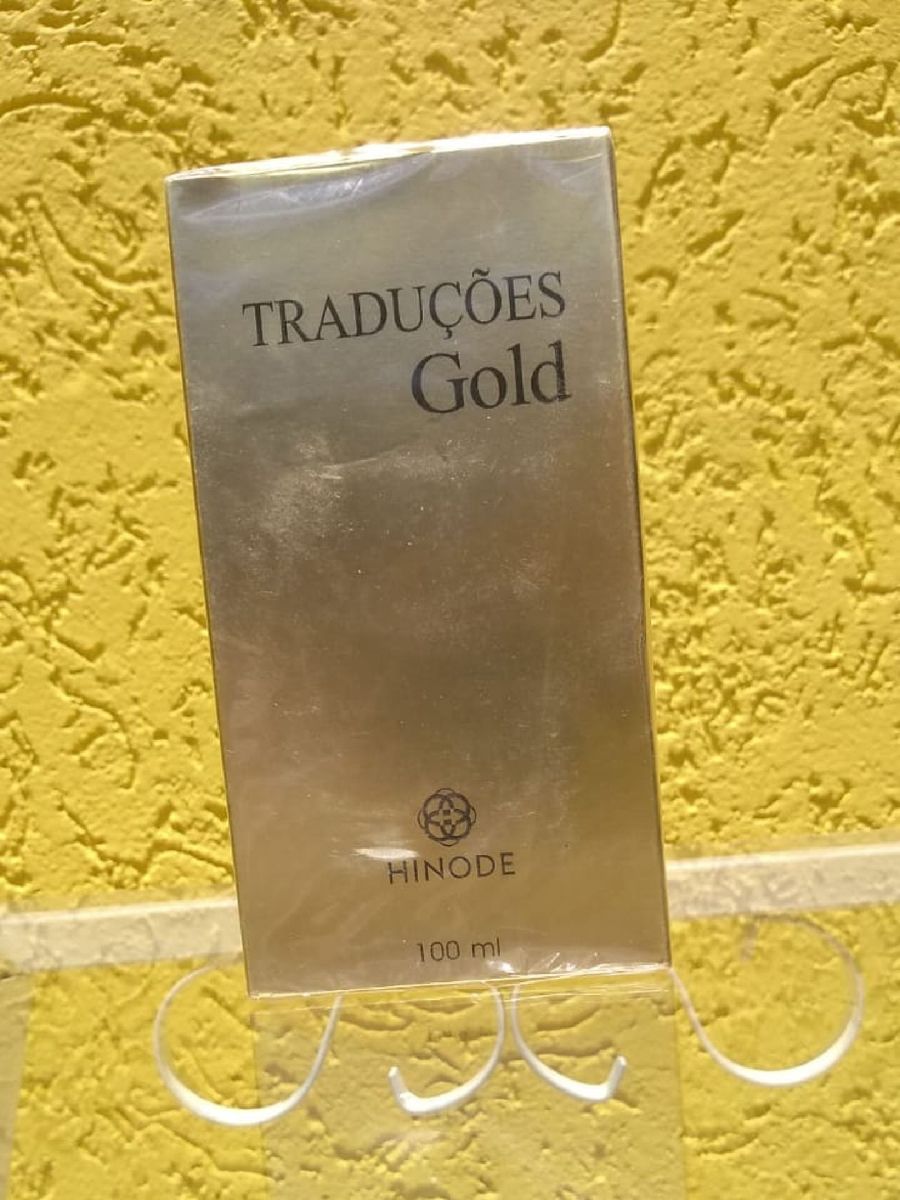 TRADUÇÕES
Gold
HINODE
100 ml